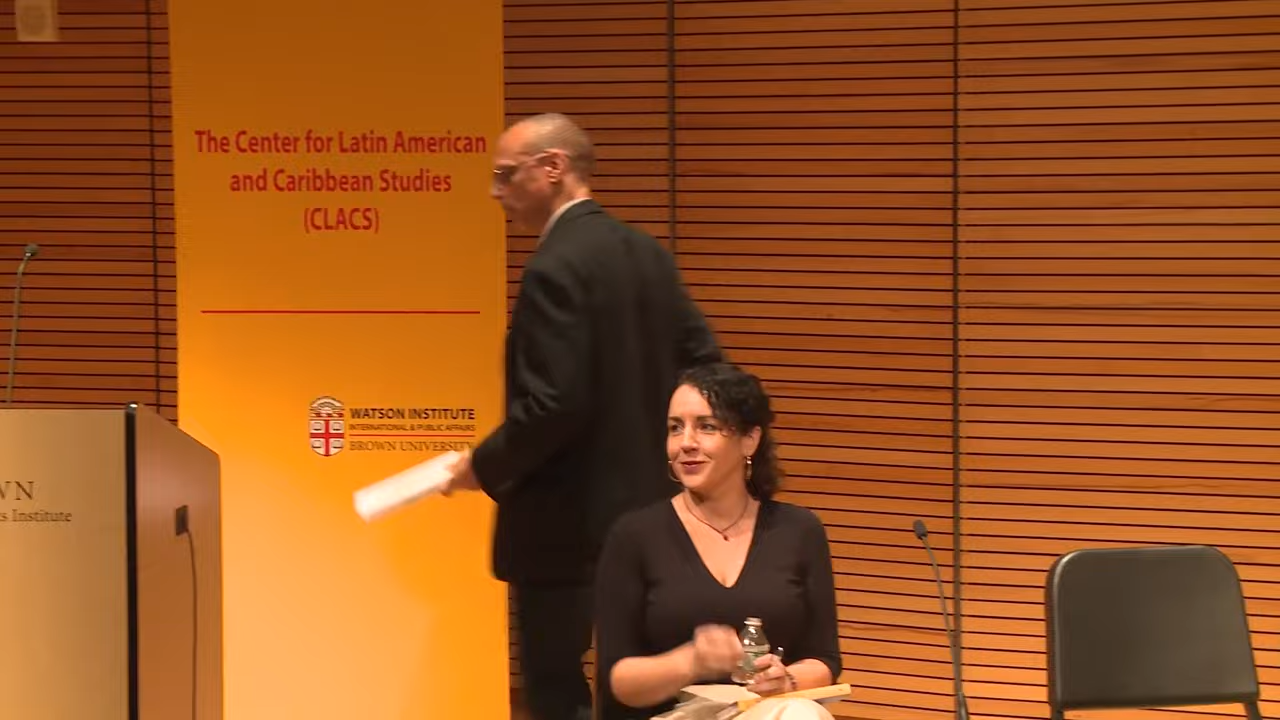 The Center for Latin American
and Caribbean Studies
(CLACS)
WATSON INSTITUTE
INTERNATIONAL & PUBLIC AFFAIRS
BROWN UNIVERSITY
WN
s Institute